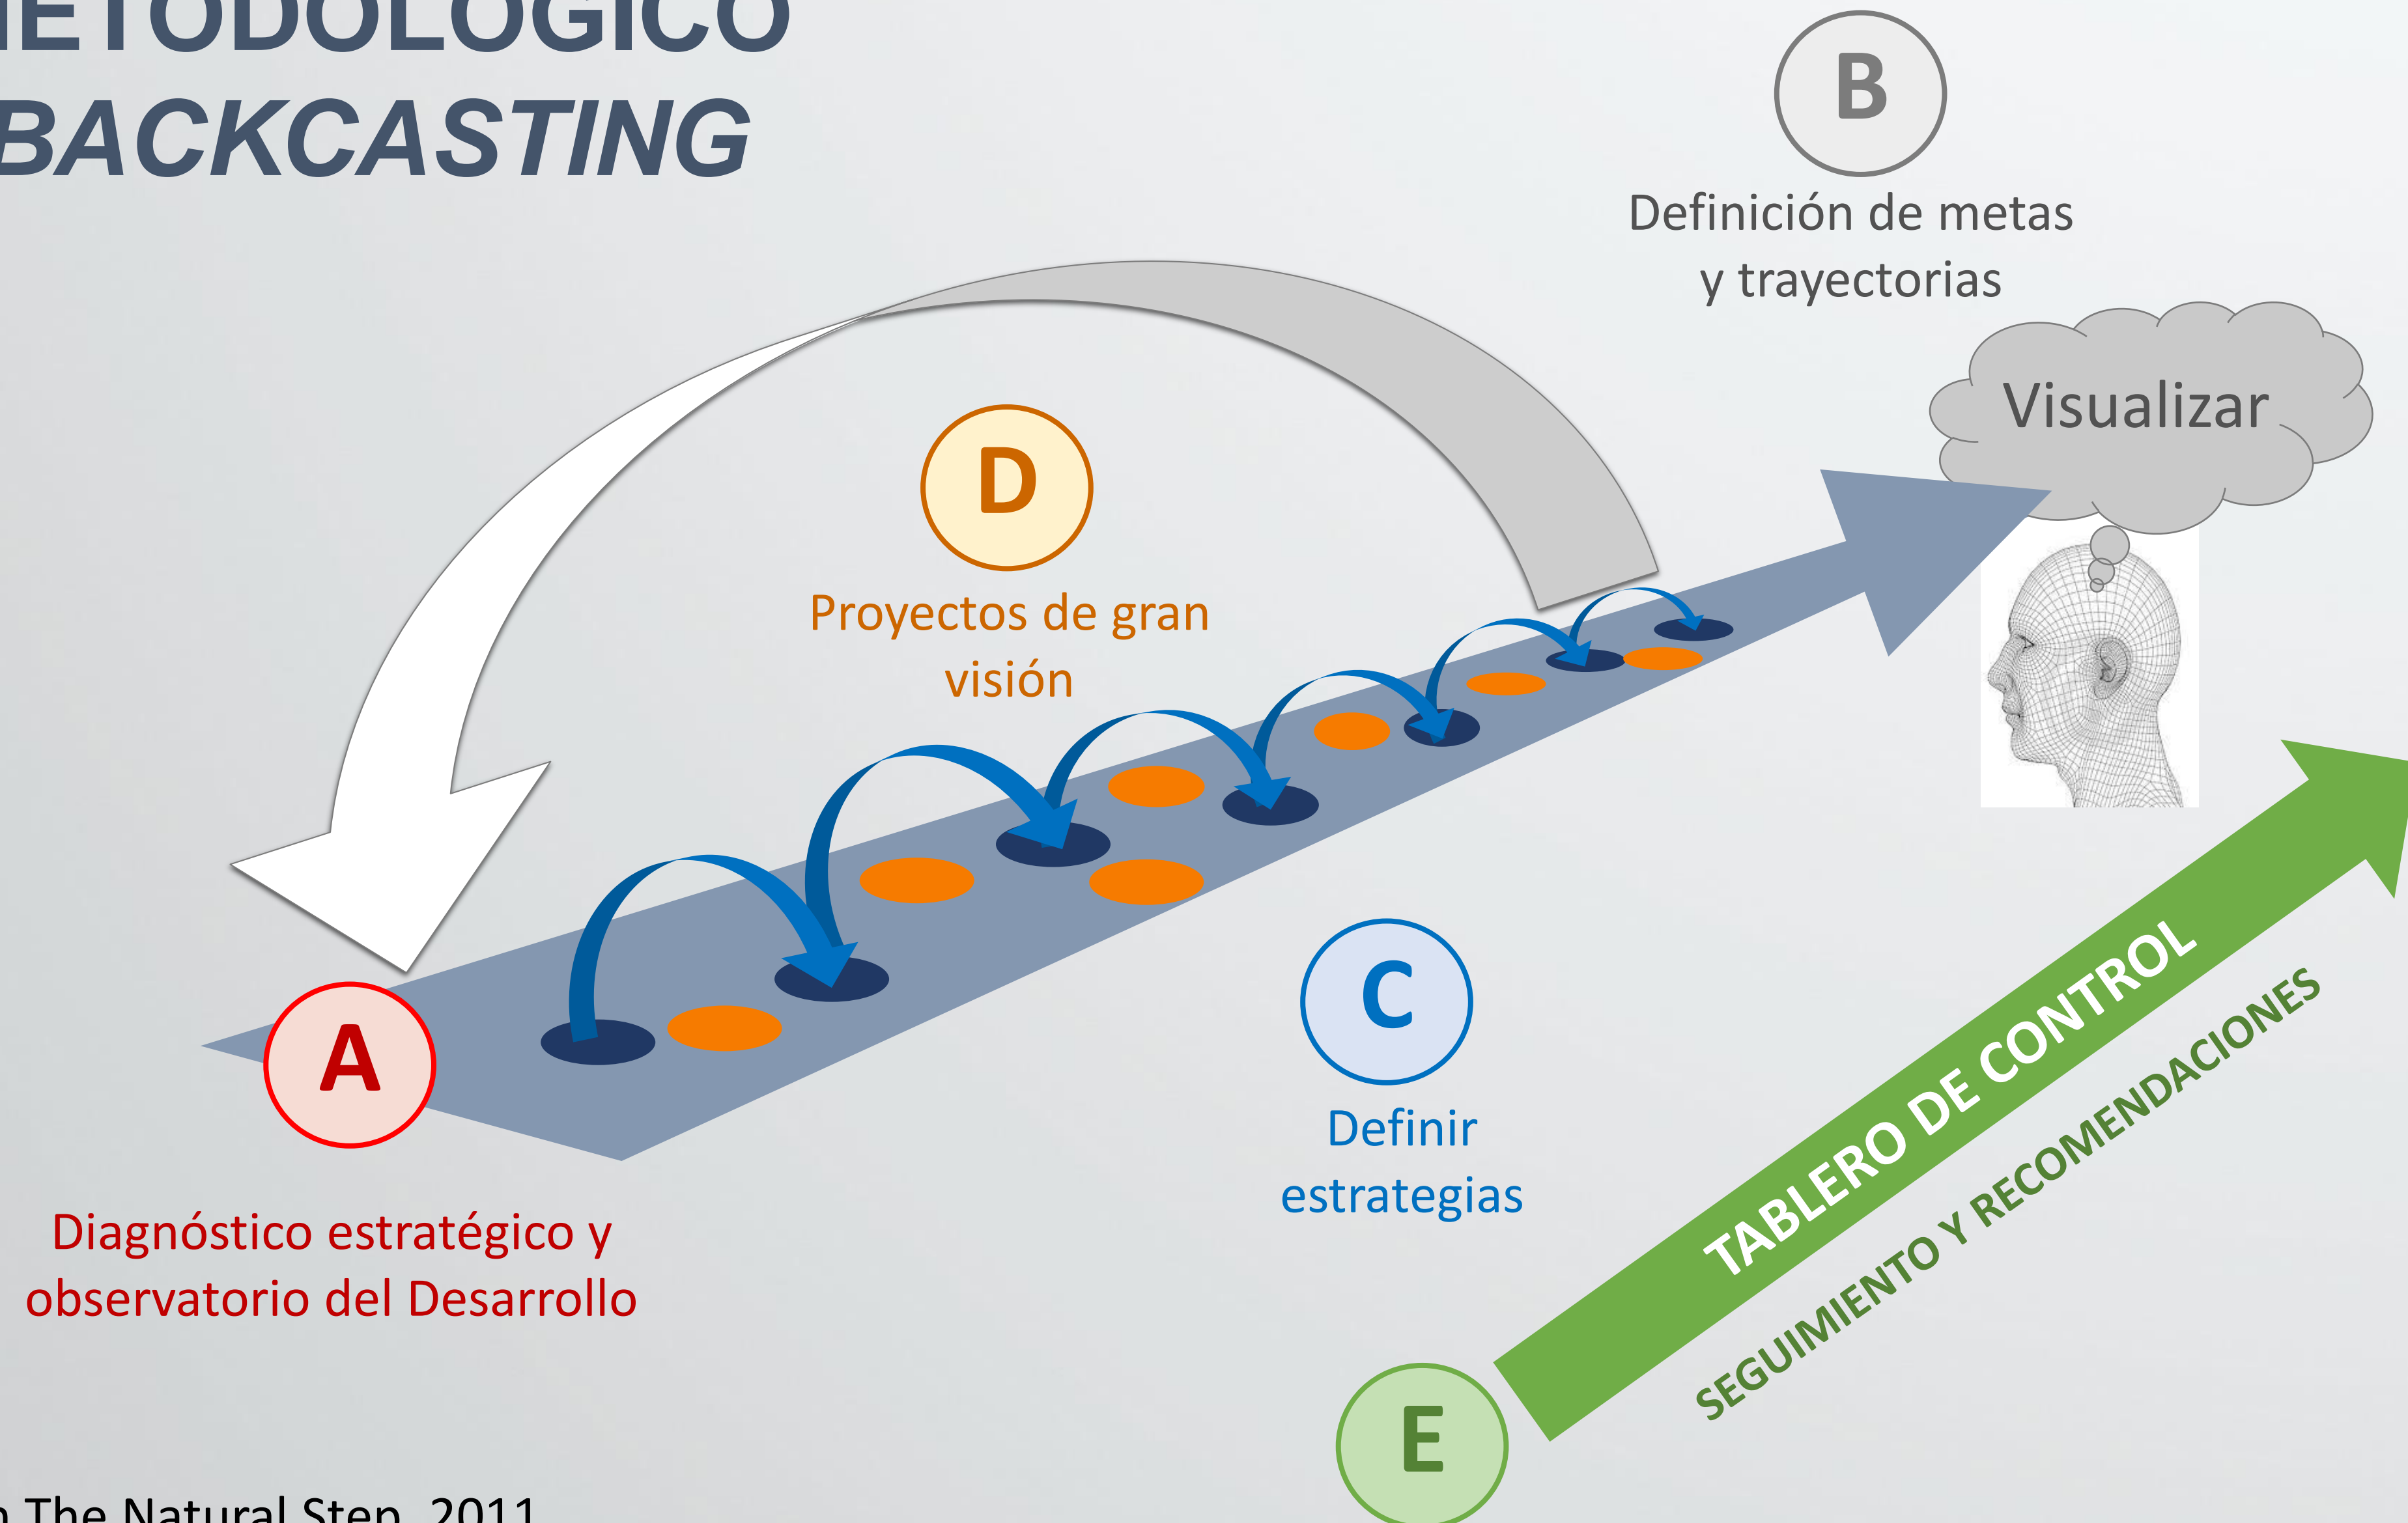 ETODOLÓGICO
BACKCASTING
B
Definición de metas
y trayectorias
Visualizar
D
Proyectos de gran
visión
A
Diagnóstico estratégico y
observatorio del Desarrollo
C
Definir
estrategias
TABLERO DE CONTROL
SEGUIMIENTO Y RECOMENDACIONES
E
The Natural Step, 2011